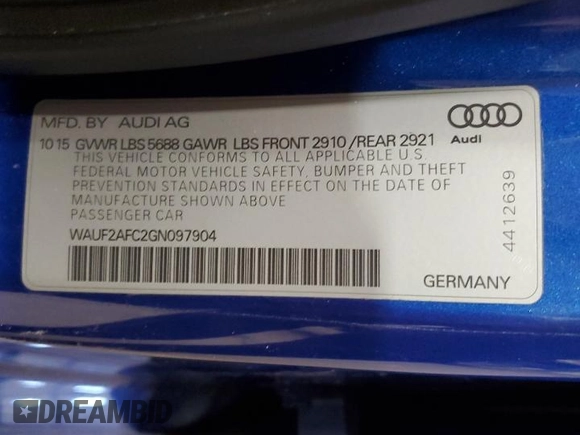 MFD. BY AUDI AG
10 15 GVWR LBS 5688 GAWR LBS FRONT 2910 /REAR 2921
THIS VEHICLE CONFORMS TO ALL APPLICABLE U.S.
FEDERAL MOTOR VEHICLE SAFETY, BUMPER AND THEFT
PREVENTION STANDARDS IN EFFECT ON THE DATE OF
MANUFACTURE SHOWN ABOVE
PASSENGER CAR
WAUF2AFC2GN097904
Audi
4412639
GERMANY
DREAMBID